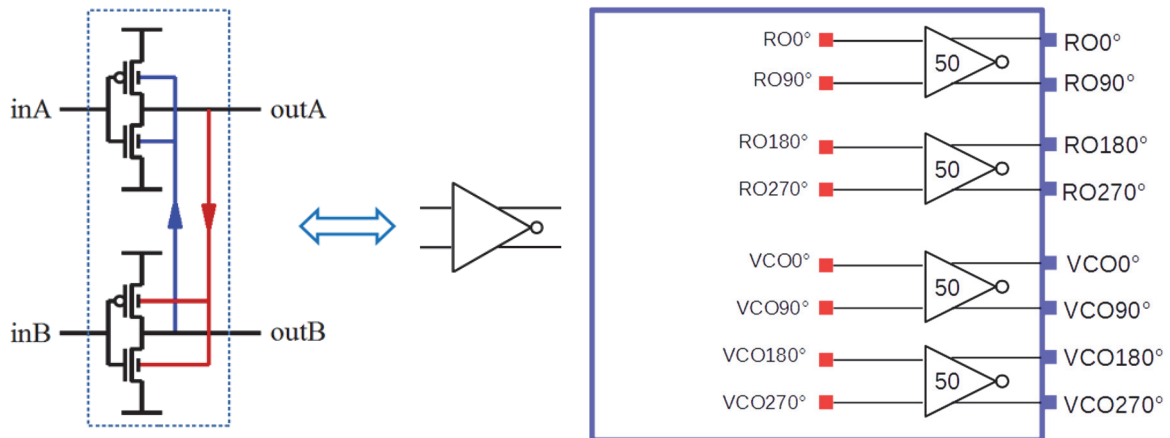 inA
outA
inB
outB
RO0°
50
RO0°
RO90°
RO90°
RO180°
50
RO180°
RO270°
RO270°
VCO0°
50
VCO0°
VCO90°
VCO90°
VCO180°
50
VCO180°
VCO270°
VCO270°